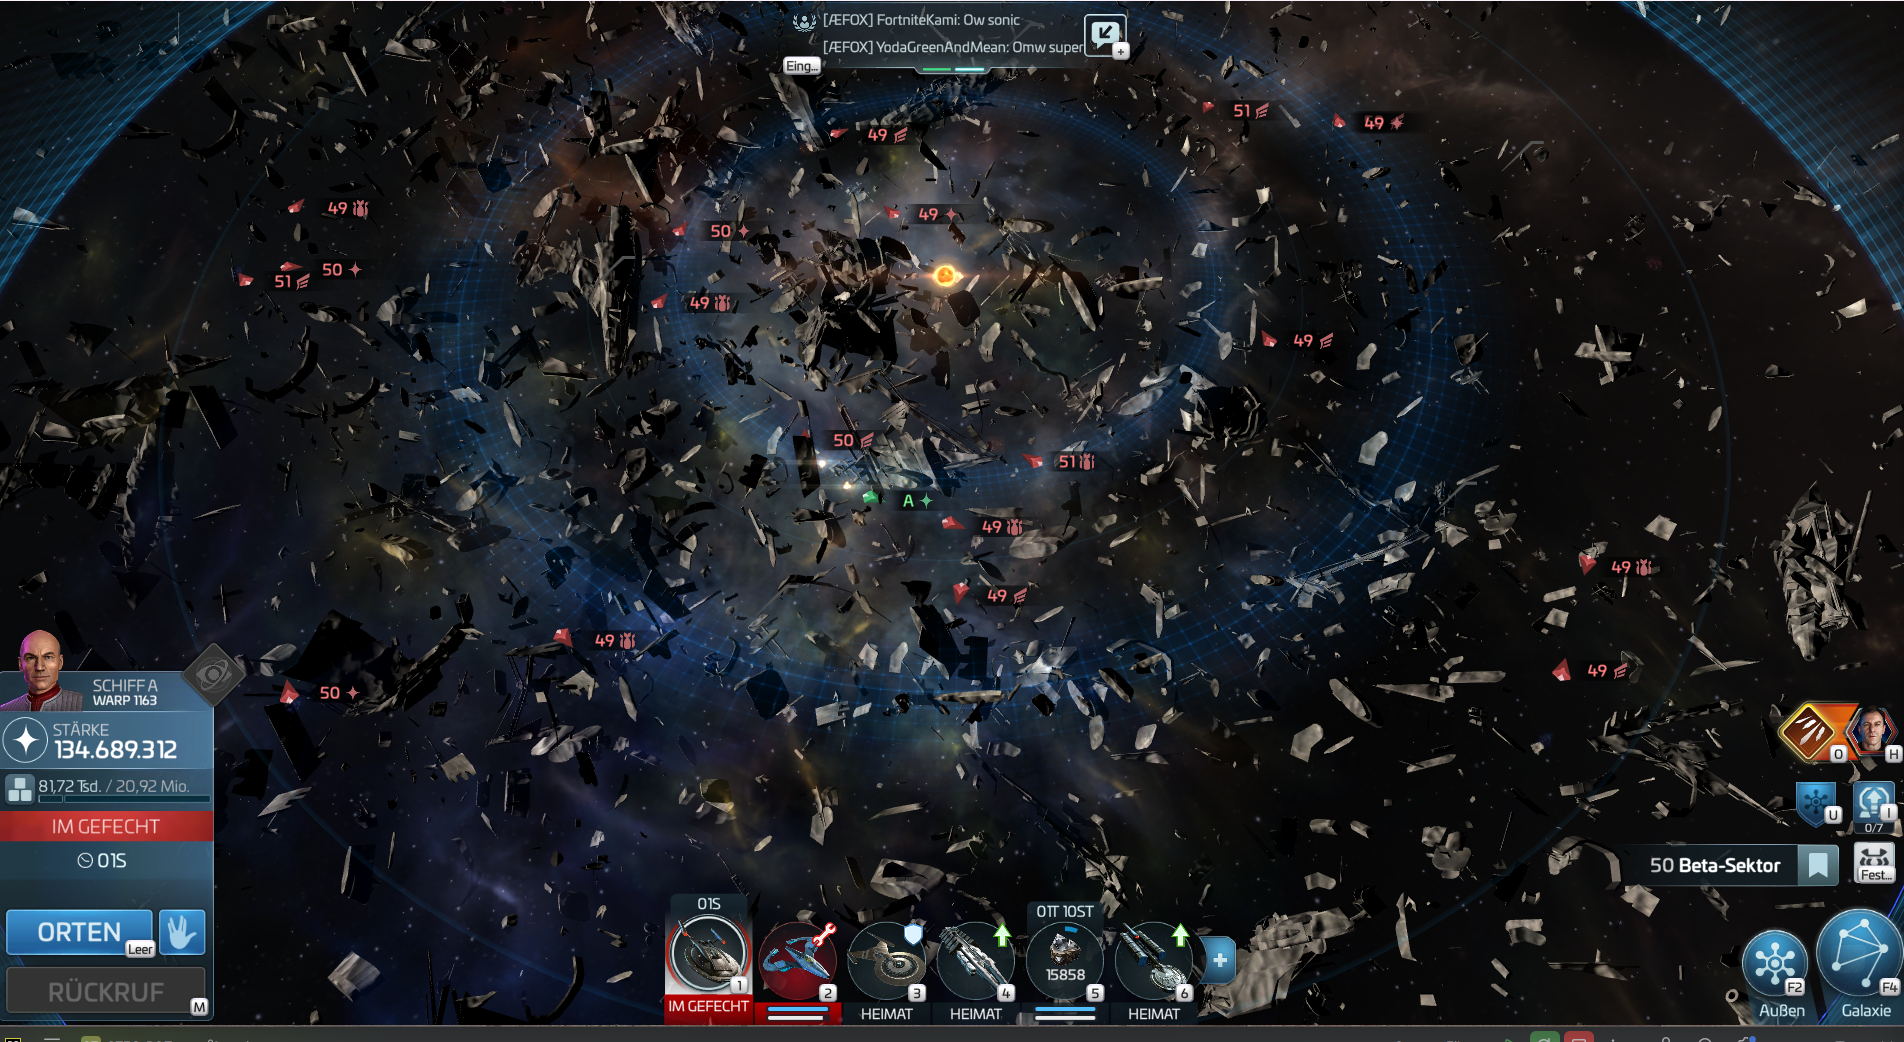 [ÆFOX] FortniteKami: Ow sonic
[ÆFOX] YodaGreenAndMean: Omw super
+
Eing...
51
49
49
49
49
50
50
51
49
49
50
51
A
49
49
49
49
50
49
SCHIFF A
WARP 1163
STÄRKE
134.689.312
81,72 Tsd. / 20,92 Mio.
IM GEFECHT
01S
ORTEN
Leer
RÜCKRUF
M
O
H
U
I
0/7
50 Beta-Sektor
Fest...
01S
1
IM GEFECHT
2
3
HEIMAT
4
HEIMAT
01T 10ST
15858
5
6
HEIMAT
+
F2
Außen
F4
Galaxie